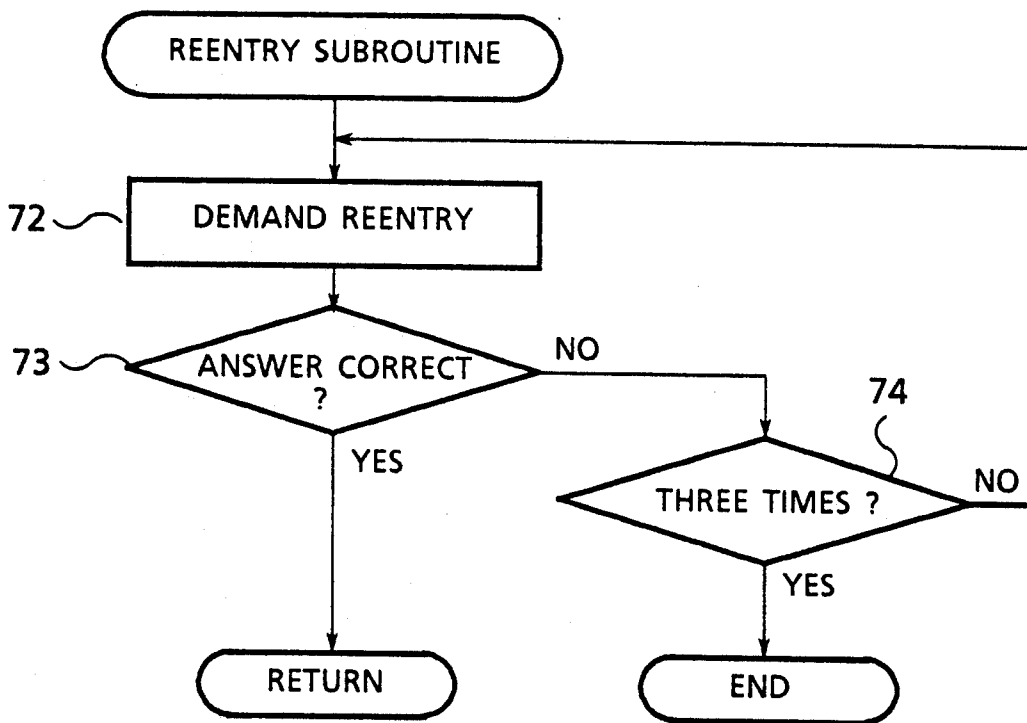 REENTRY SUBROUTINE
72
DEMAND REENTRY
73
ANSWER CORRECT
?
NO
YES
74
THREE TIMES ?
NO
YES
RETURN
END